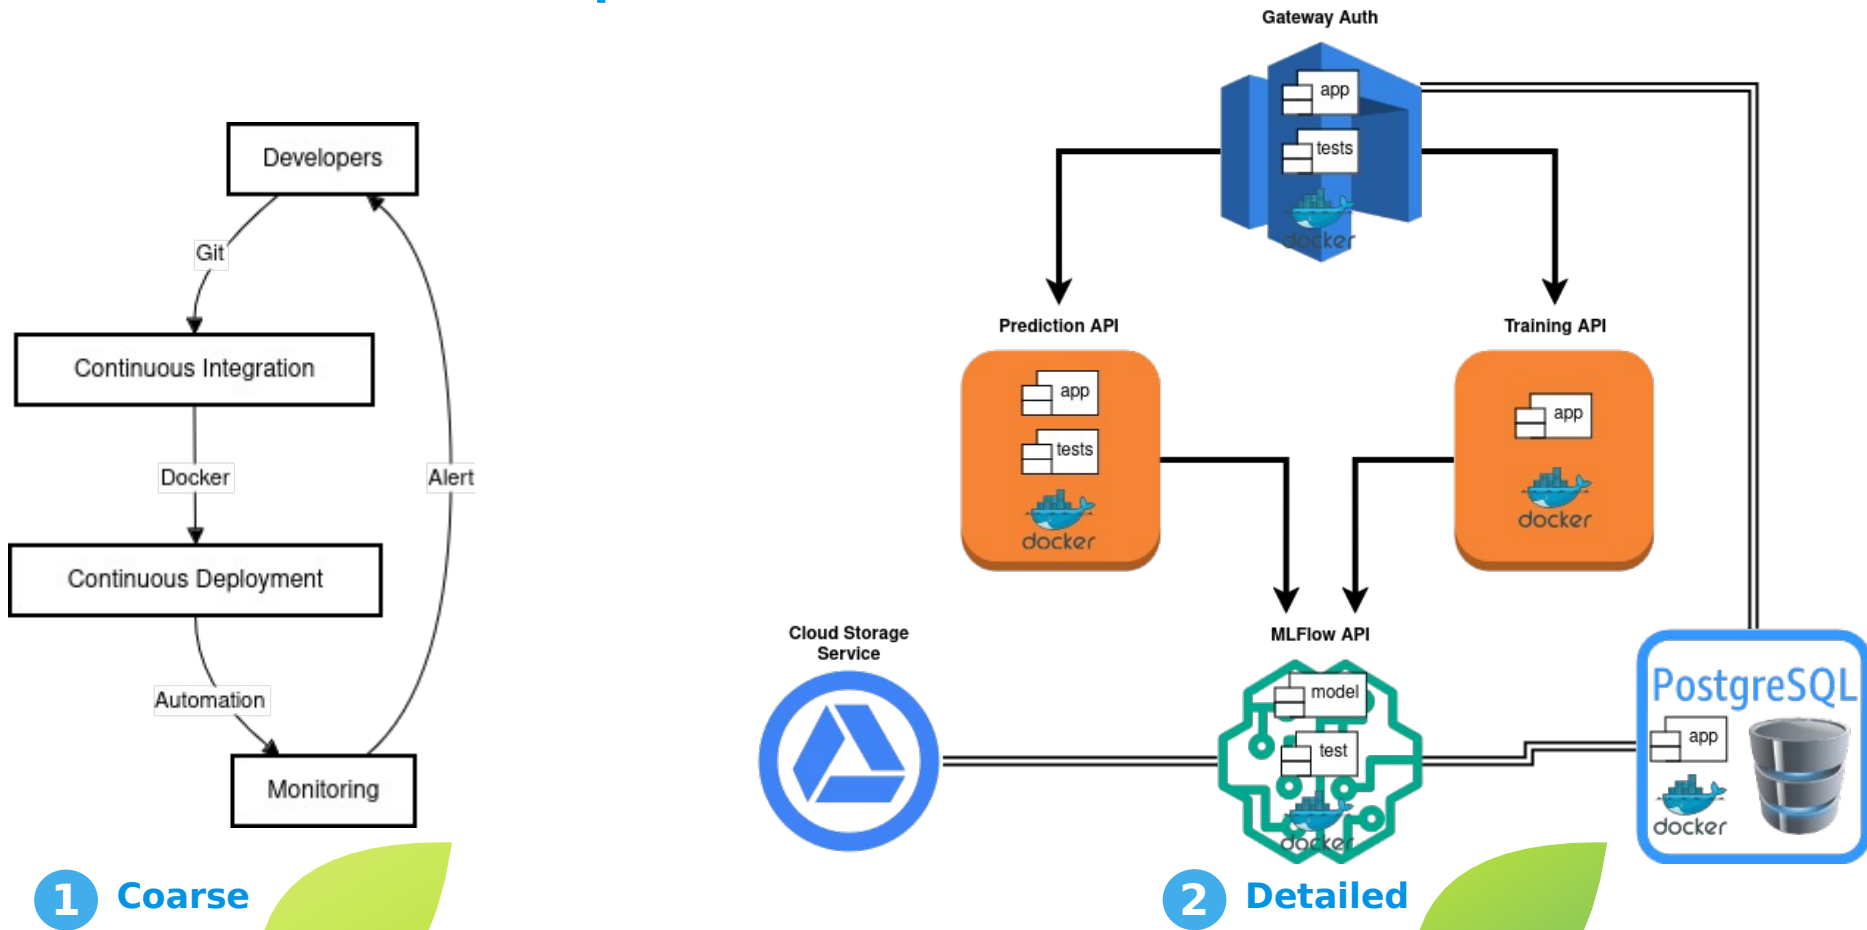 Developers
Git
Continuous Integration
Docker
Alert
Continuous Deployment
Automation
Monitoring
1 Coarse
Gateway Auth
app
tests
docker
Prediction API
app
tests
docker
Training API
app
docker
Cloud Storage
Service
MLFlow API
model
test
docker
PostgreSQL
app
docker
2 Detailed